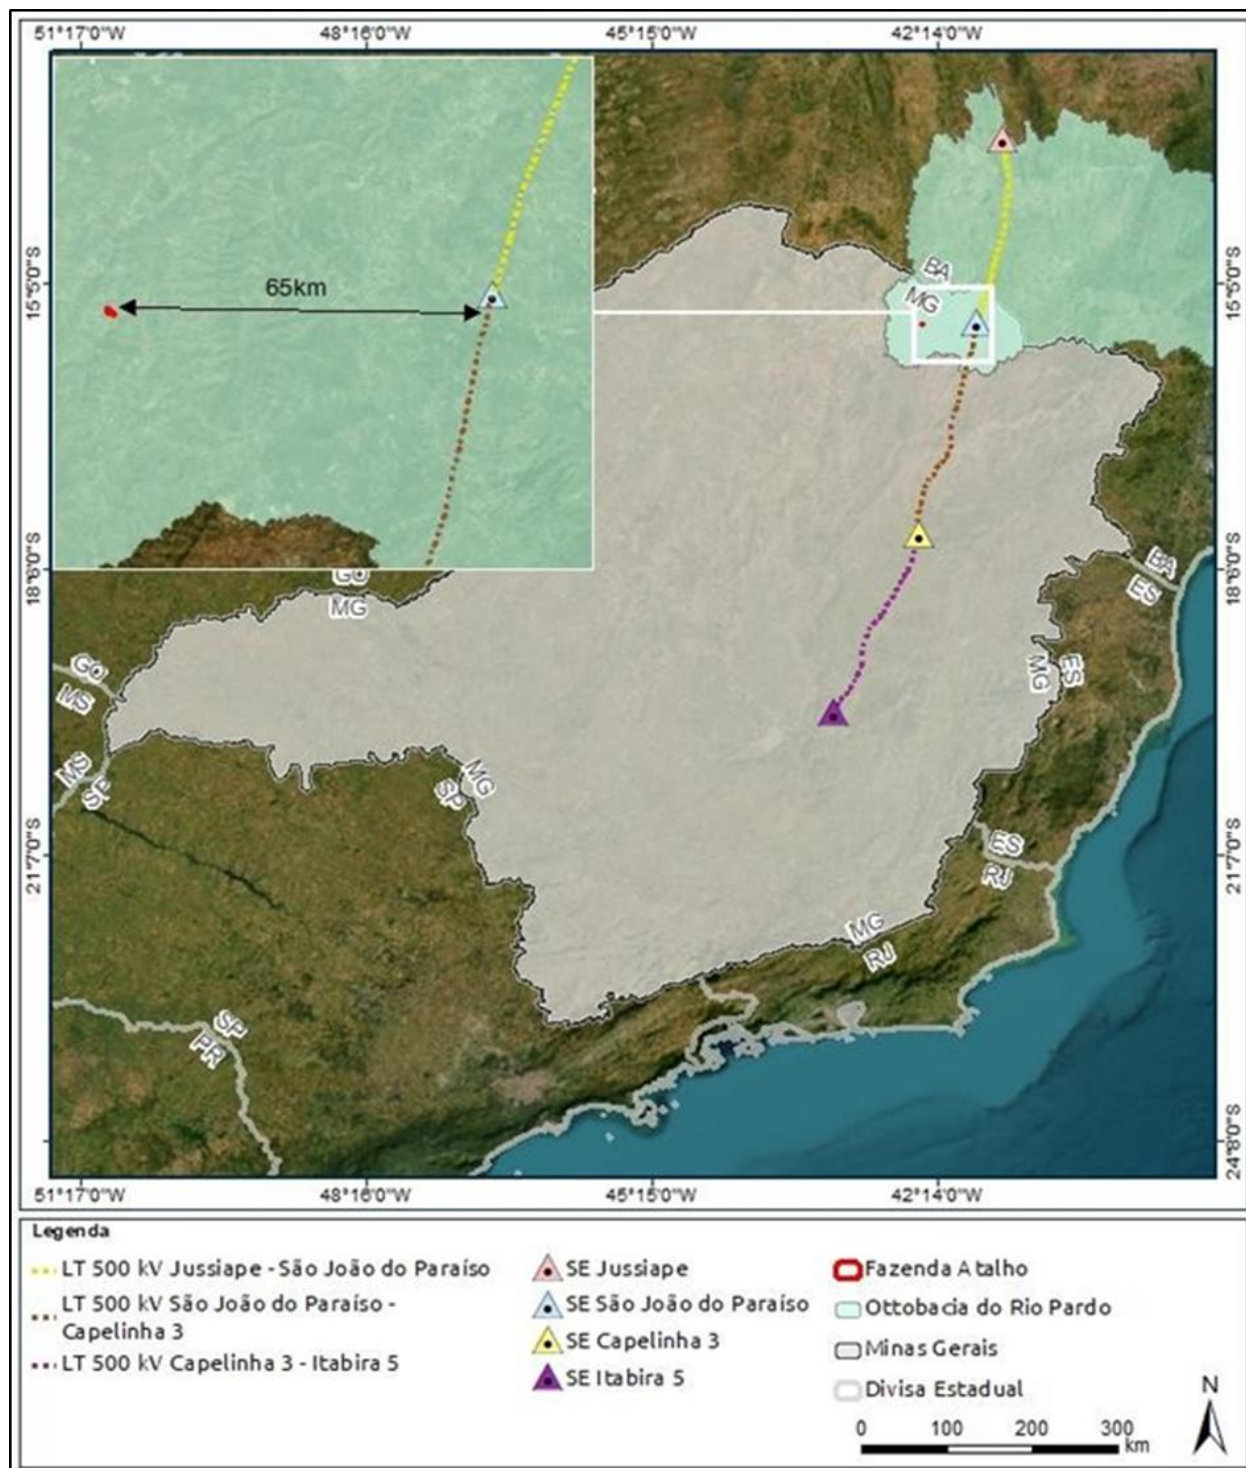 51°17'0"W 48°16'0"W 45°15'0"W 42°14'0"W
15°5'0"S
15°5'0"S
65km
BA
MG
18°6'0"S
18°6'0"S
GO
MG
BA
ES
GO
MS
MG
ES
MS
SP
MG
SP
21°7'0"S
21°7'0"S
ES
RJ
MG
RJ
SP
PR
24°8'0"S
51°17'0"W 48°16'0"W 45°15'0"W 42°14'0"W
Legenda
LT 500 kV Jussiape - São João do Paraíso
LT 500 kV São João do Paraíso -
Capelinha 3
LT 500 kV Capelinha 3 - Itabira 5
SE Jussiape
SE São João do Paraíso
SE Capelinha 3
SE Itabira 5
Fazenda Atalho
Ottobacia do Rio Pardo
Minas Gerais
Divisa Estadual
0 100 200 300
km
N